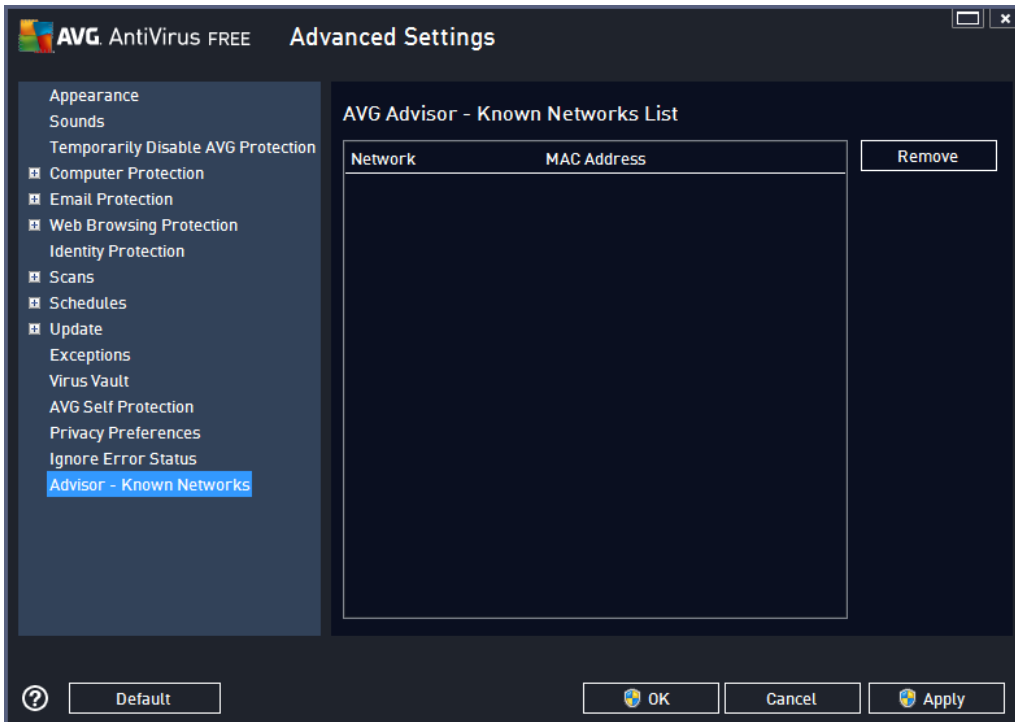 AVG. AntiVirus FREE Advanced Settings
Appearance
Sounds
Temporarily Disable AVG Protection
Computer Protection
Email Protection
Web Browsing Protection
Identity Protection
Scans
Schedules
Update
Exceptions
Virus Vault
AVG Self Protection
Privacy Preferences
Ignore Error Status
Advisor - Known Networks
AVG Advisor - Known Networks List
Network MAC Address
Remove
Default
OK
Cancel
Apply